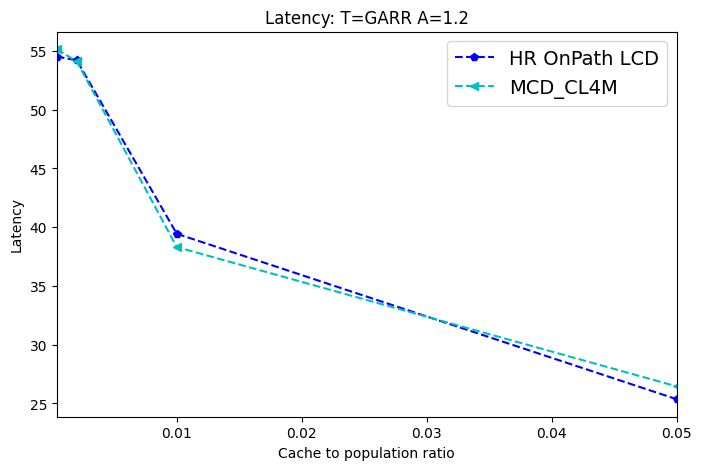 Latency: T=GARR A=1.2
HR OnPath LCD
MCD_CL4M
Latency
55
50
45
40
35
30
25
0.01 0.02 0.03 0.04 0.05
Cache to population ratio